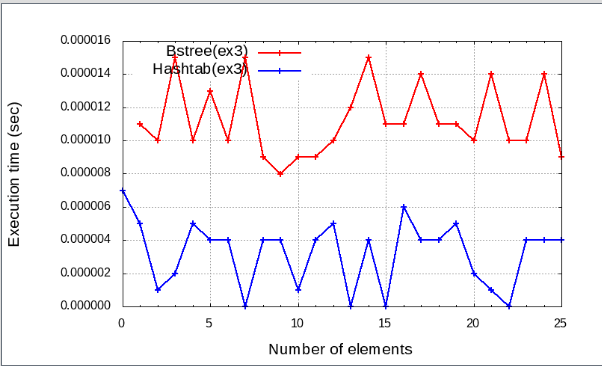 0.000016
Bstree(ex3)
0.000014
Hashtab(ex3)
0.000012
0.000010
0.000008
0.000006
0.000004
0.000002
0.000000
Execution time (sec)
0 5 10 15 20 25
Number of elements